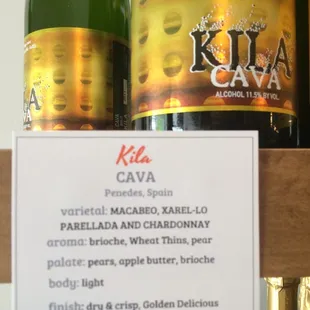 KILA
CAVA
ALCOHOL 11.5% BY VOL.
Kila
CAVA
Penedes, Spain
varietal: MACABEO, XAREL-LO
PARELLADA AND CHARDONNAY
aroma: brioche, Wheat Thins, pear
palate: pears, apple butter, brioche
body: light
finish: dry & crisp, Golden Delicious